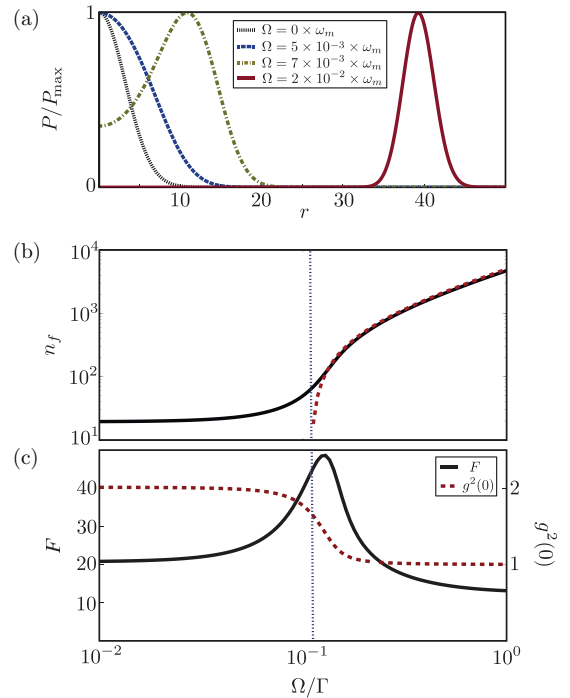 (a)
1
P/P_max
0
1
10
20
30
40
r
Ω = 0 × ω_m
Ω = 5 × 10^−3 × ω_m
Ω = 7 × 10^−3 × ω_m
Ω = 2 × 10^−2 × ω_m
(b)
10^4
10^3
10^2
10^1
n_f
(c)
40
30
20
10
F
F
g^2(0)
2
1
g^2(0)
10^−2
10^−1
10^0
Ω/Γ